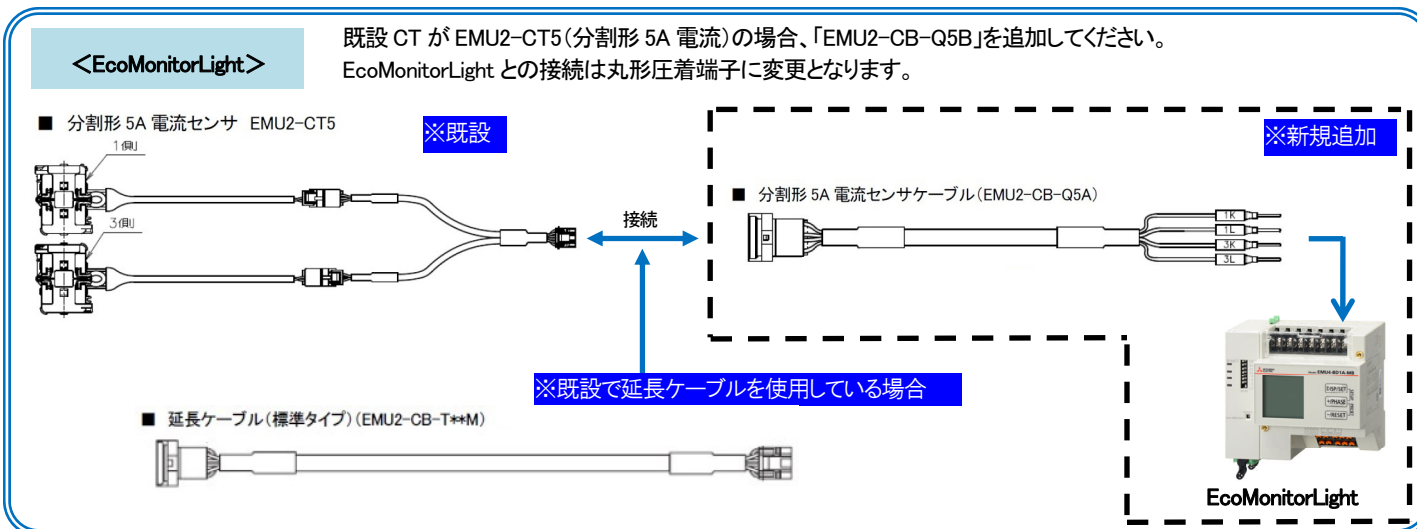 既設 CT が EMU2-CT5(分割形 5A 電流)の場合、「EMU2-CB-Q5B」を追加してください。
<EcoMonitorLight>
EcoMonitorLight との接続は丸形圧着端子に変更となります。
■ 分割形 5A 電流センサ EMU2-CT5
※既設
※新規追加
1側
3側
接続
■ 分割形 5A 電流センサケーブル(EMU2-CB-Q5A)
1K
1L
3K
3L
※既設で延長ケーブルを使用している場合
■ 延長ケーブル(標準タイプ)(EMU2-CB-T**M)
EcoMonitorLight